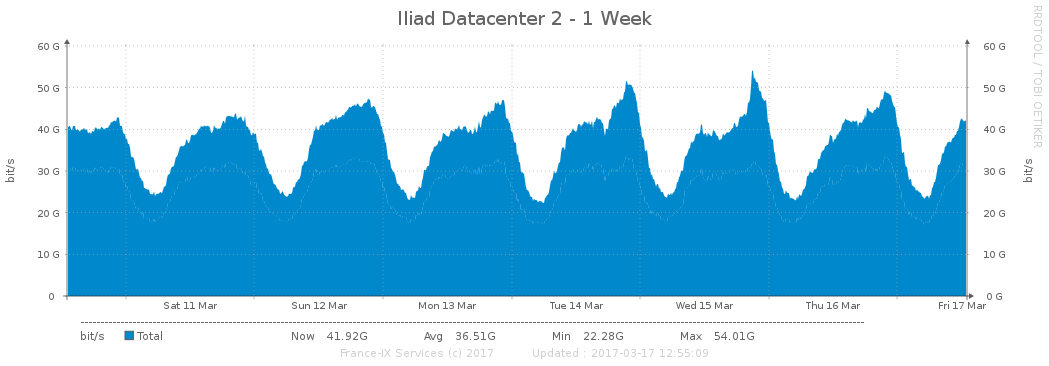 Iliad Datacenter 2 - 1 Week
RRDTOOL / TOBI OETIKER
60 G 60 G
50 G 50 G
40 G 40 G
30 G 30 G
20 G 20 G
10 G 10 G
0 0 G
bit/s bit/s
Sat 11 Mar Sun 12 Mar Mon 13 Mar Tue 14 Mar Wed 15 Mar Thu 16 Mar Fri 17 Mar
bit/s Total Now 41.92G Avg 36.51G Min 22.28G Max 54.01G
France-IX Services (c) 2017 Updated : 2017-03-17 12:55:09